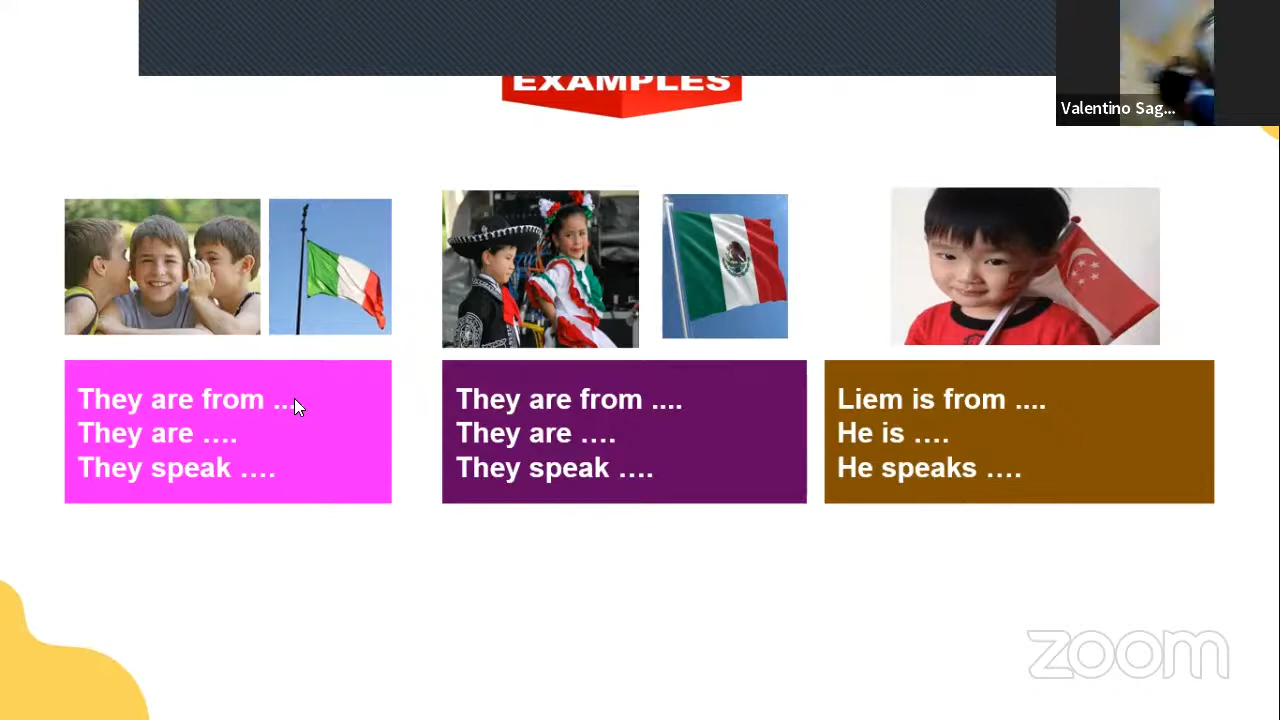 EXAMPLES
Valentino Sag...
They are from ....
They are ....
They speak ....
They are from ....
They are ....
They speak ....
Liem is from ....
He is ....
He speaks ....
zoom